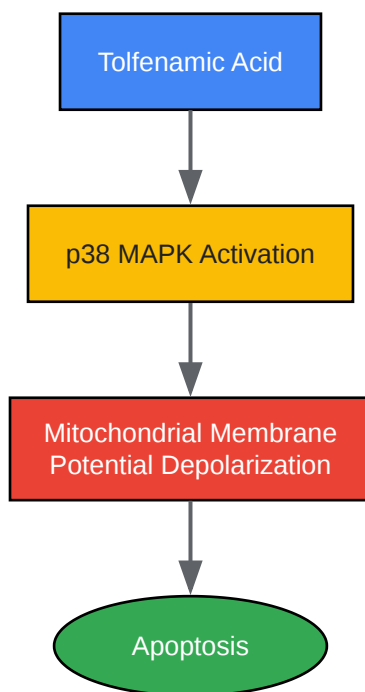 Tolfenamic Acid
p38 MAPK Activation
Mitochondrial Membrane
Potential Depolarization
Apoptosis